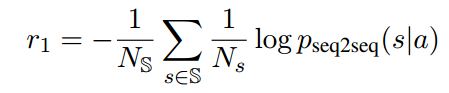 $r_1 = -\frac{1}{N_{\mathbb{S}}} \sum_{s \in \mathbb{S}} \frac{1}{N_s} \log p_{\text{seq2seq}}(s|a)$